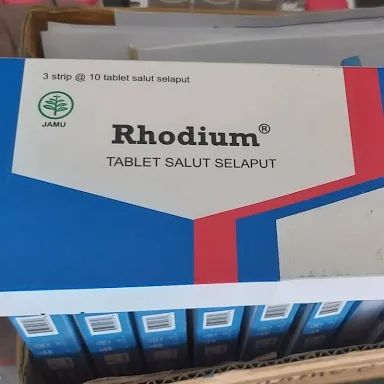 3 strip @ 10 tablet salut selaput
JAMU
Rhodium®
TABLET SALUT SELAPUT